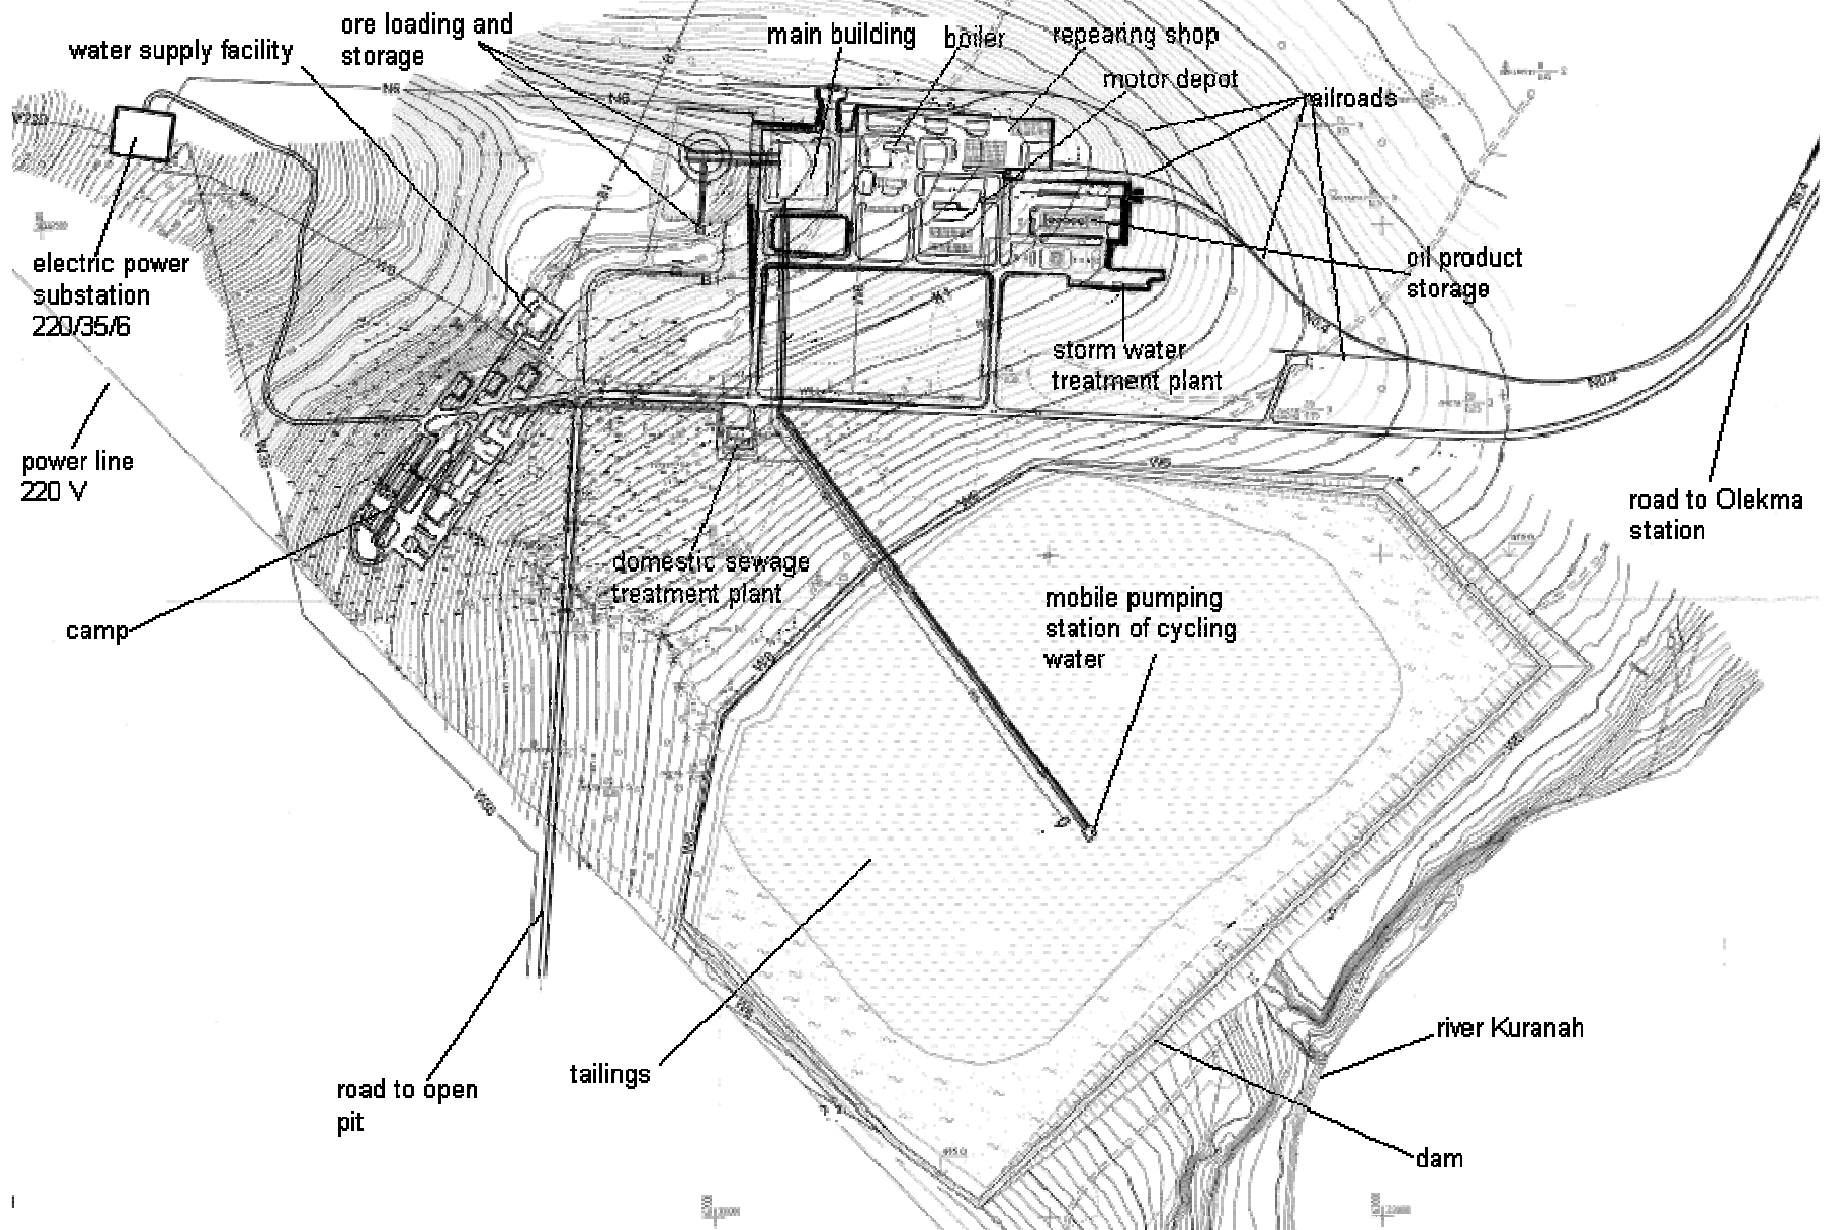 ore loading and
storage
water supply facility
main building
boiler
repearing shop
motor depot
railroads
electric power
substation
220/35/6
oil product
storage
storm water
treatment plant
power line
220 V
road to Olekma
station
domestic sewage
treatment plant
mobile pumping
station of cycling
water
camp
river Kuranah
tailings
road to open
pit
dam